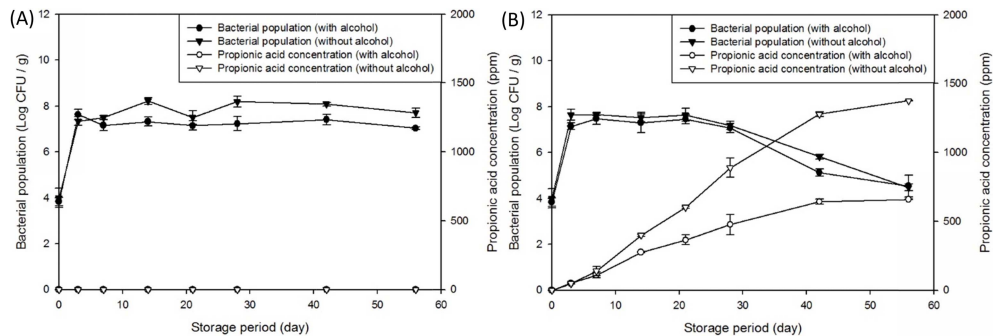 (A)
Bacterial population (Log CFU / g)
12
10
8
6
4
2
0
Bacterial population (with alcohol)
Bacterial population (without alcohol)
Propionic acid concentration (with alcohol)
Propionic acid concentration (without alcohol)
2000
1500
1000
500
0
Propionic acid concentration (ppm)
0 10 20 30 40 50 60
Storage period (day)
(B)
Bacterial population (Log CFU / g)
12
10
8
6
4
2
0
Bacterial population (with alcohol)
Bacterial population (without alcohol)
Propionic acid concentration (with alcohol)
Propionic acid concentration (without alcohol)
2000
1500
1000
500
0
Propionic acid concentration (ppm)
0 10 20 30 40 50 60
Storage period (day)